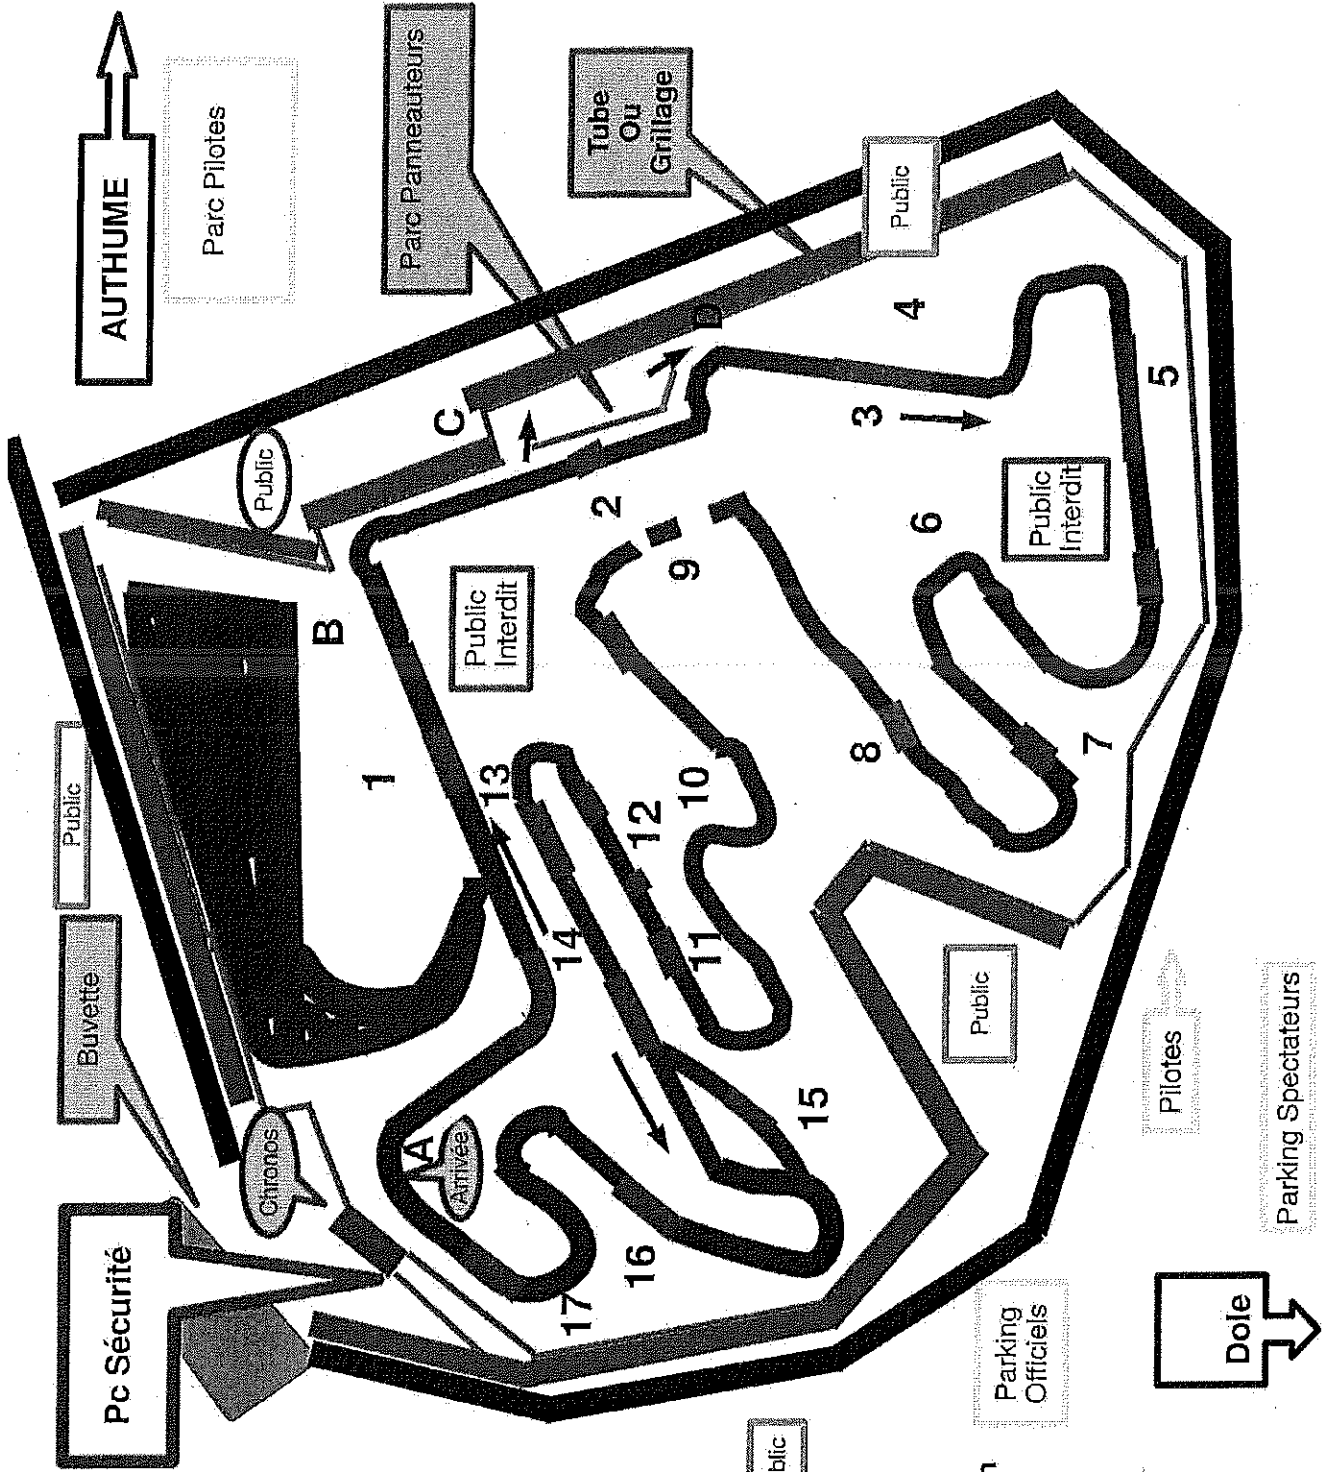 AUTHUME
Parc Pilotes
Parc Panneauteurs
Tube
Ou
Grillage
Public
Public
Public
Buvette
Chronos
Pc Sécurité
A
Arrivée
B
C
D
1
2
3
4
5
6
7
8
9
10
11
12
13
14
15
16
17
Public
Interdit
Public
Interdit
Public
Pilotes
Parking Spectateurs
Parking
Officiels
Dole
blic
n